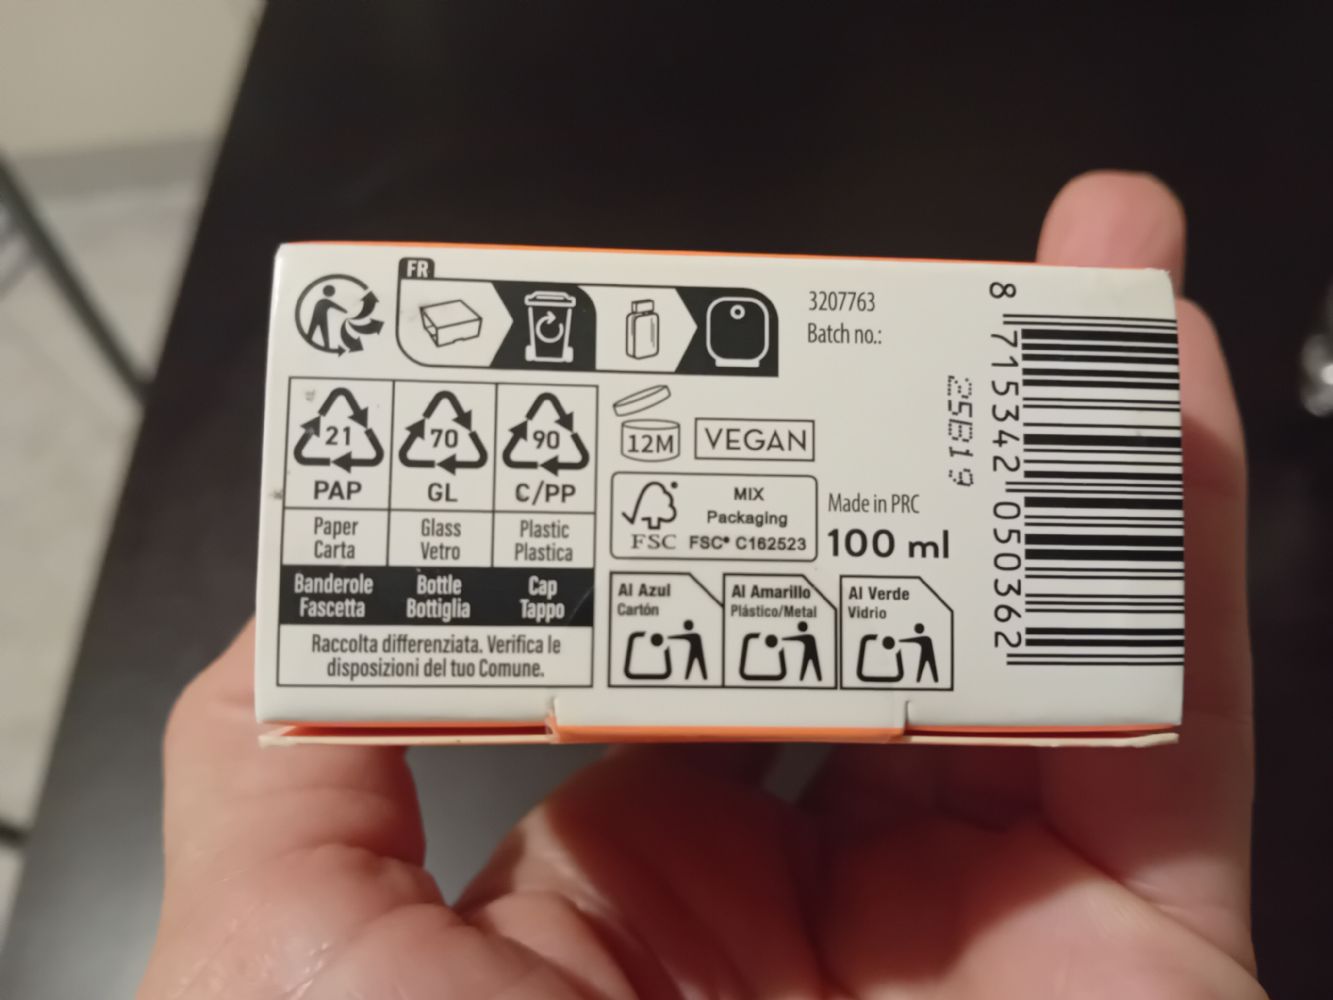 FR
3207763
Batch no.:
25B19
8 715342 050362
21
PAP
70
GL
90
C/PP
Paper
Carta
Glass
Vetro
Plastic
Plastica
Banderole
Fascetta
Bottle
Bottiglia
Cap
Tappo
Raccolta differenziata. Verifica le
disposizioni del tuo Comune.
12M
VEGAN
FSC
MIX
Packaging
FSC® C162523
Made in PRC
100 ml
Al Azul
Cartón
Al Amarillo
Plástico/Metal
Al Verde
Vidrio